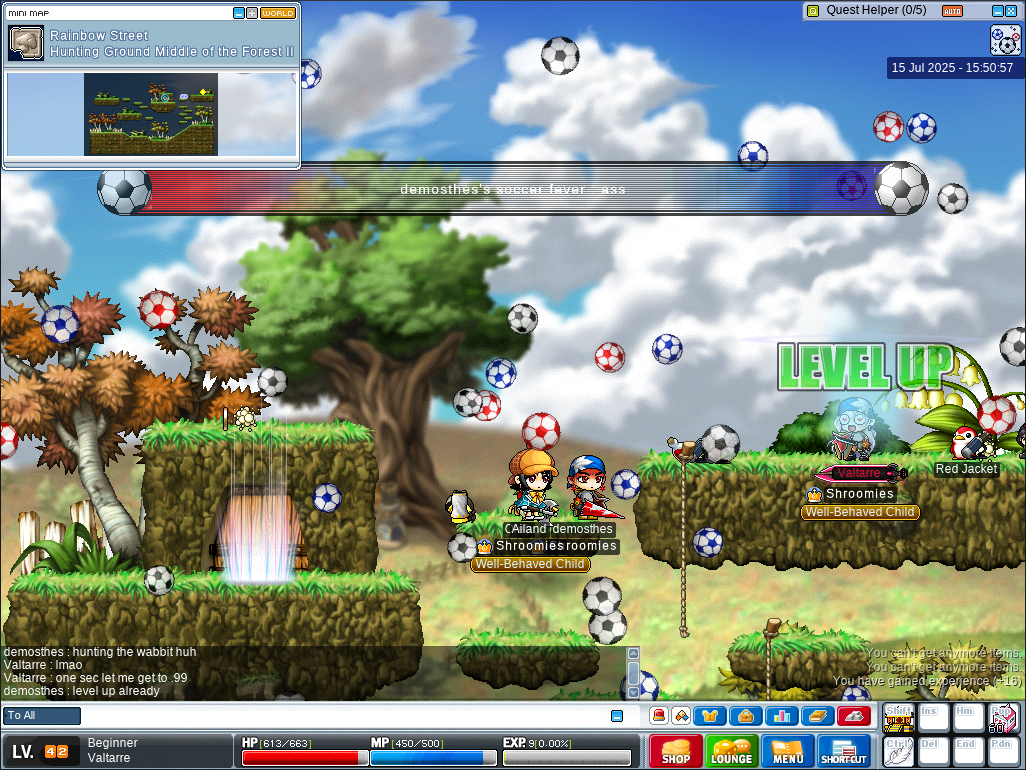 MINI MAP
WORLD
Rainbow Street
Hunting Ground Middle of the Forest II
Quest Helper (0/5)
AUTO
15 Jul 2025 - 15:50:57
demosthes's soccer fever ass
LEVEL UP
Valtarre
Shroomies
Well-Behaved Child
Red Jacket
Ailand
demosthes
Shroomies
roomies
Well-Behaved Child
demosthes : hunting the wabbit huh
Valtarre : lmao
Valtarre : one sec let me get to .99
demosthes : level up already
You can't get anymore items.
You can't get anymore items.
You have gained experience (+16)
To All
Shift
Ins
Hm
Pup
60
Ctrl
Del
End
Pdn
LV. 42
Beginner
Valtarre
HP[613/663]
MP[450/500]
EXP. 9[0.00%]
SHOP
LOUNGE
MENU
SHORTCUT